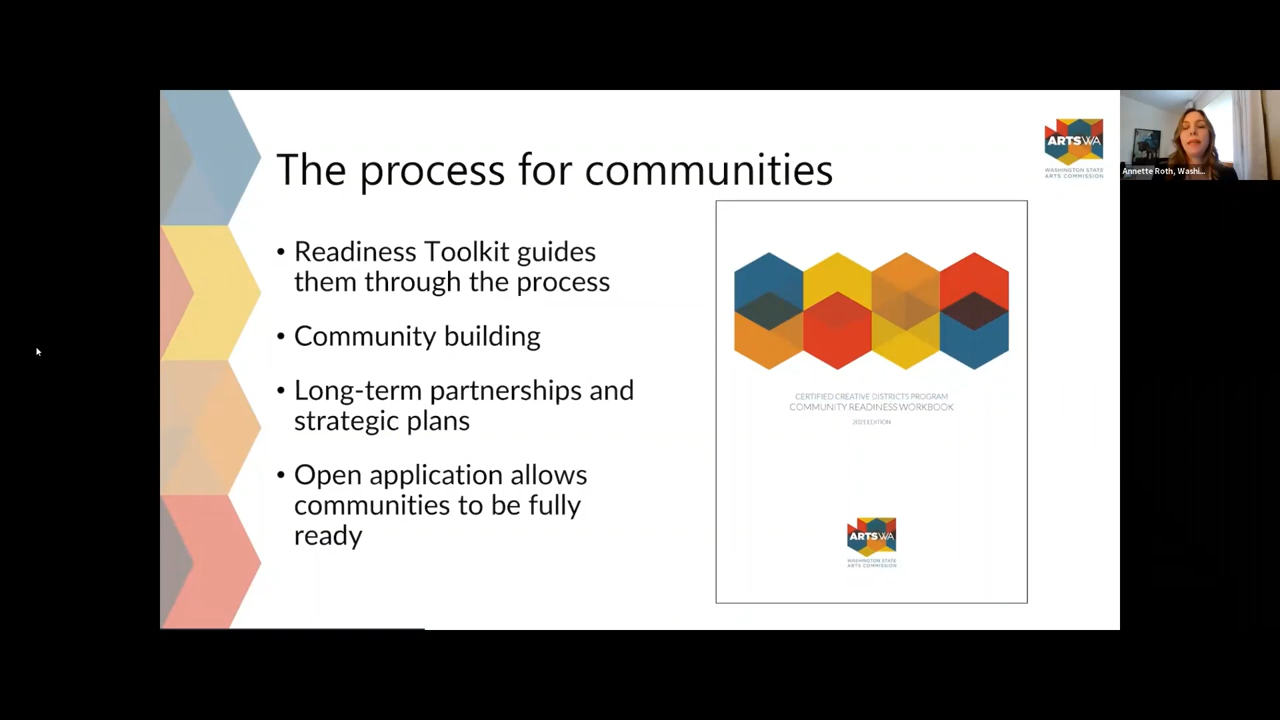 The process for communities
ARTSWA
WASHINGTON STATE
ARTS COMMISSION
Annette Roth, Washi...
• Readiness Toolkit guides
them through the process
• Community building
• Long-term partnerships and
strategic plans
• Open application allows
communities to be fully
ready
CERTIFIED CREATIVE DISTRICTS PROGRAM
COMMUNITY READINESS WORKBOOK
2021 EDITION
ARTSWA
WASHINGTON STATE
ARTS COMMISSION